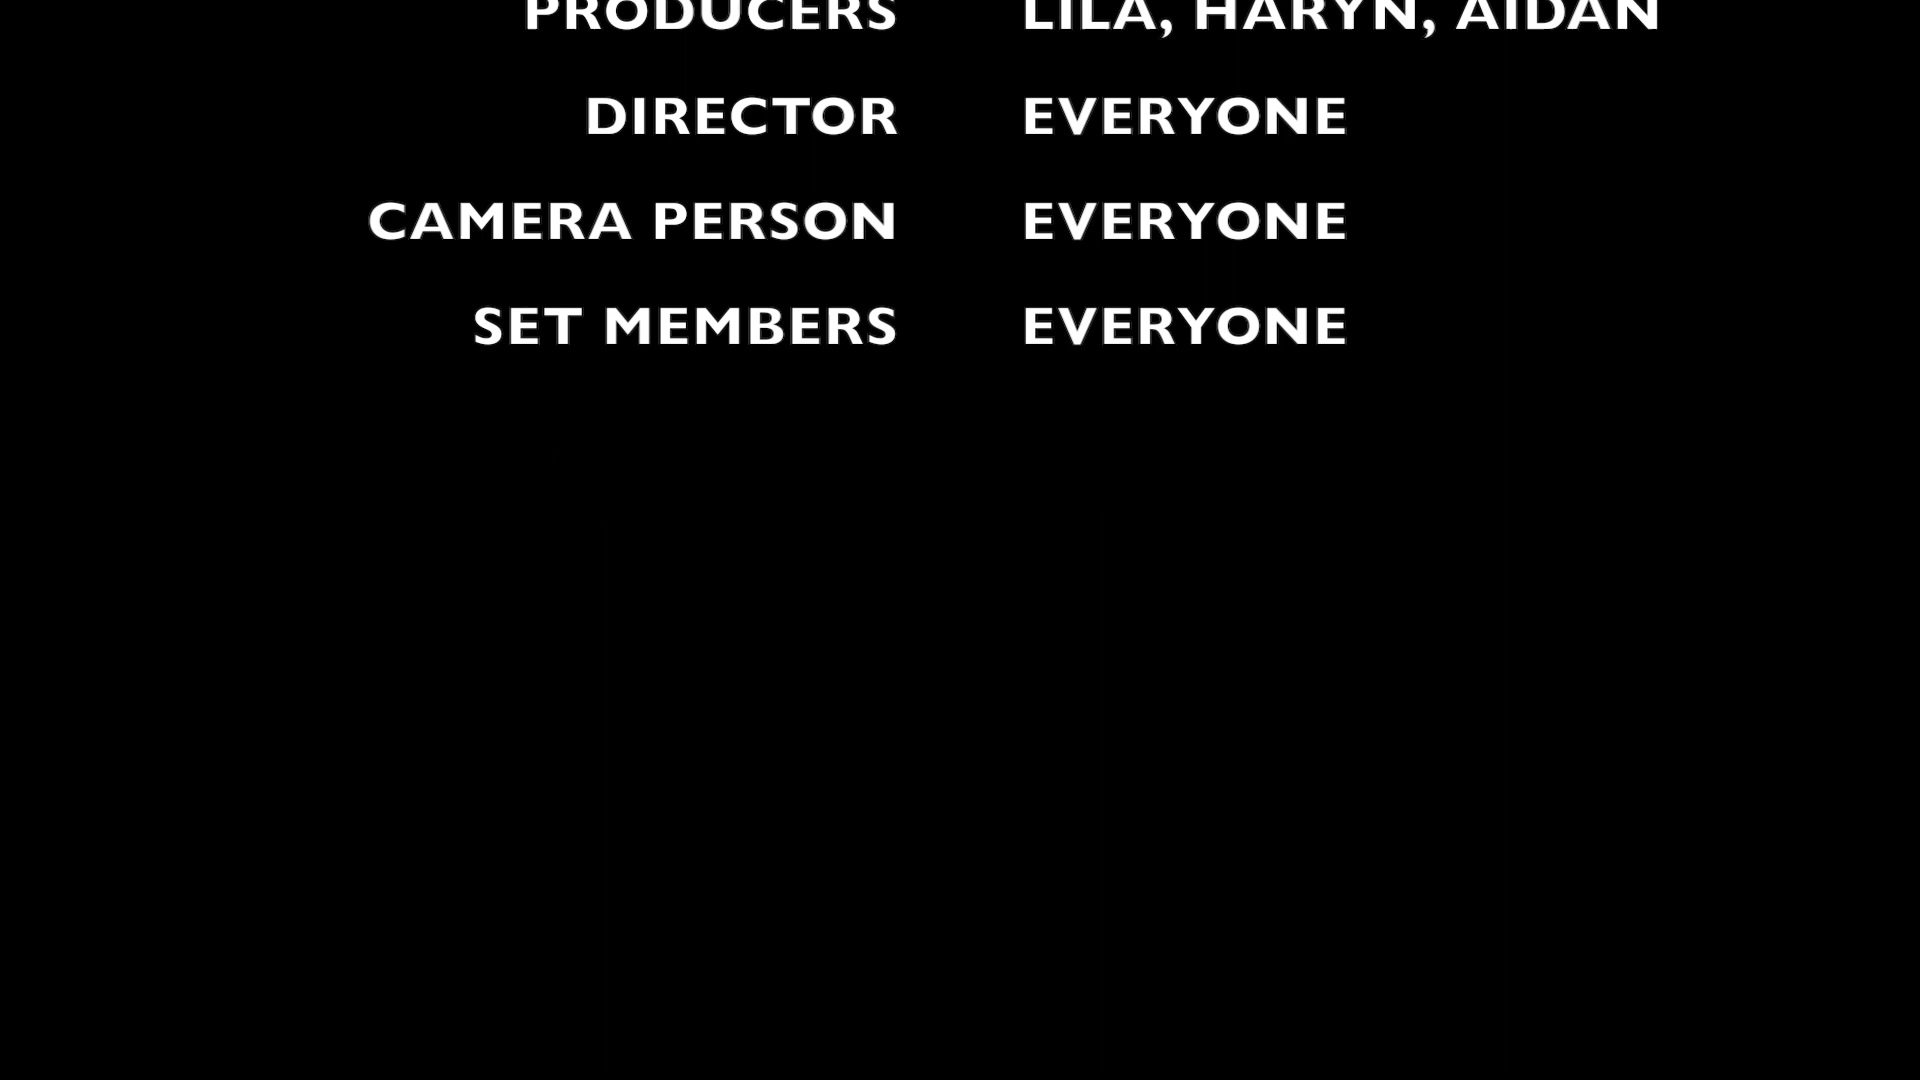 PRODUCERS LILA, HARYN, AIDAN
DIRECTOR EVERYONE
CAMERA PERSON EVERYONE
SET MEMBERS EVERYONE